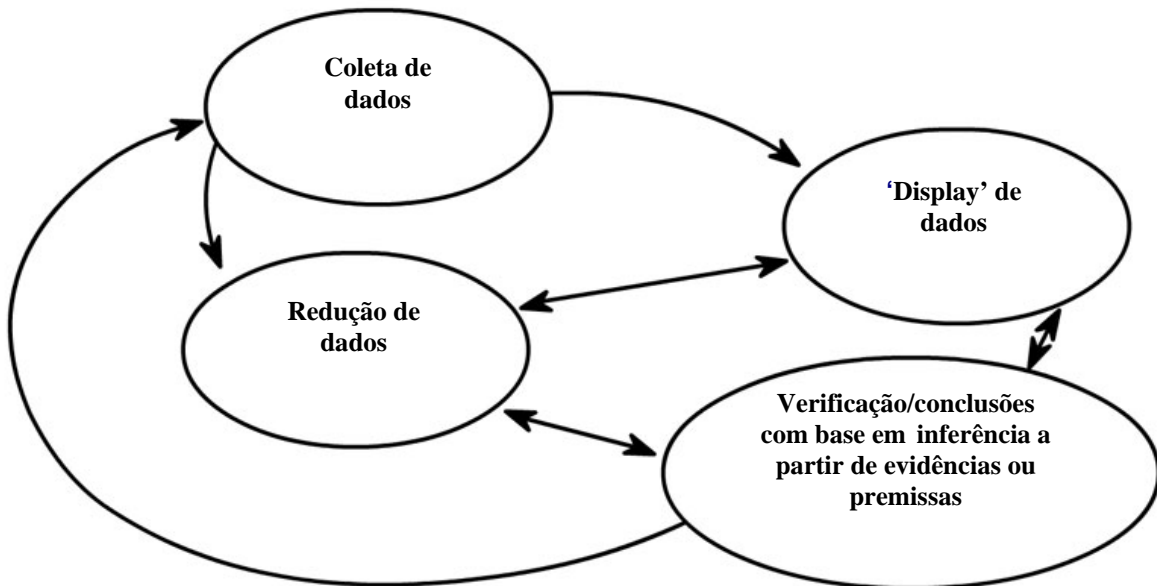 Coleta de
dados
‘Display’ de
dados
Redução de
dados
Verificação/conclusões
com base em inferência a
partir de evidências ou
premissas